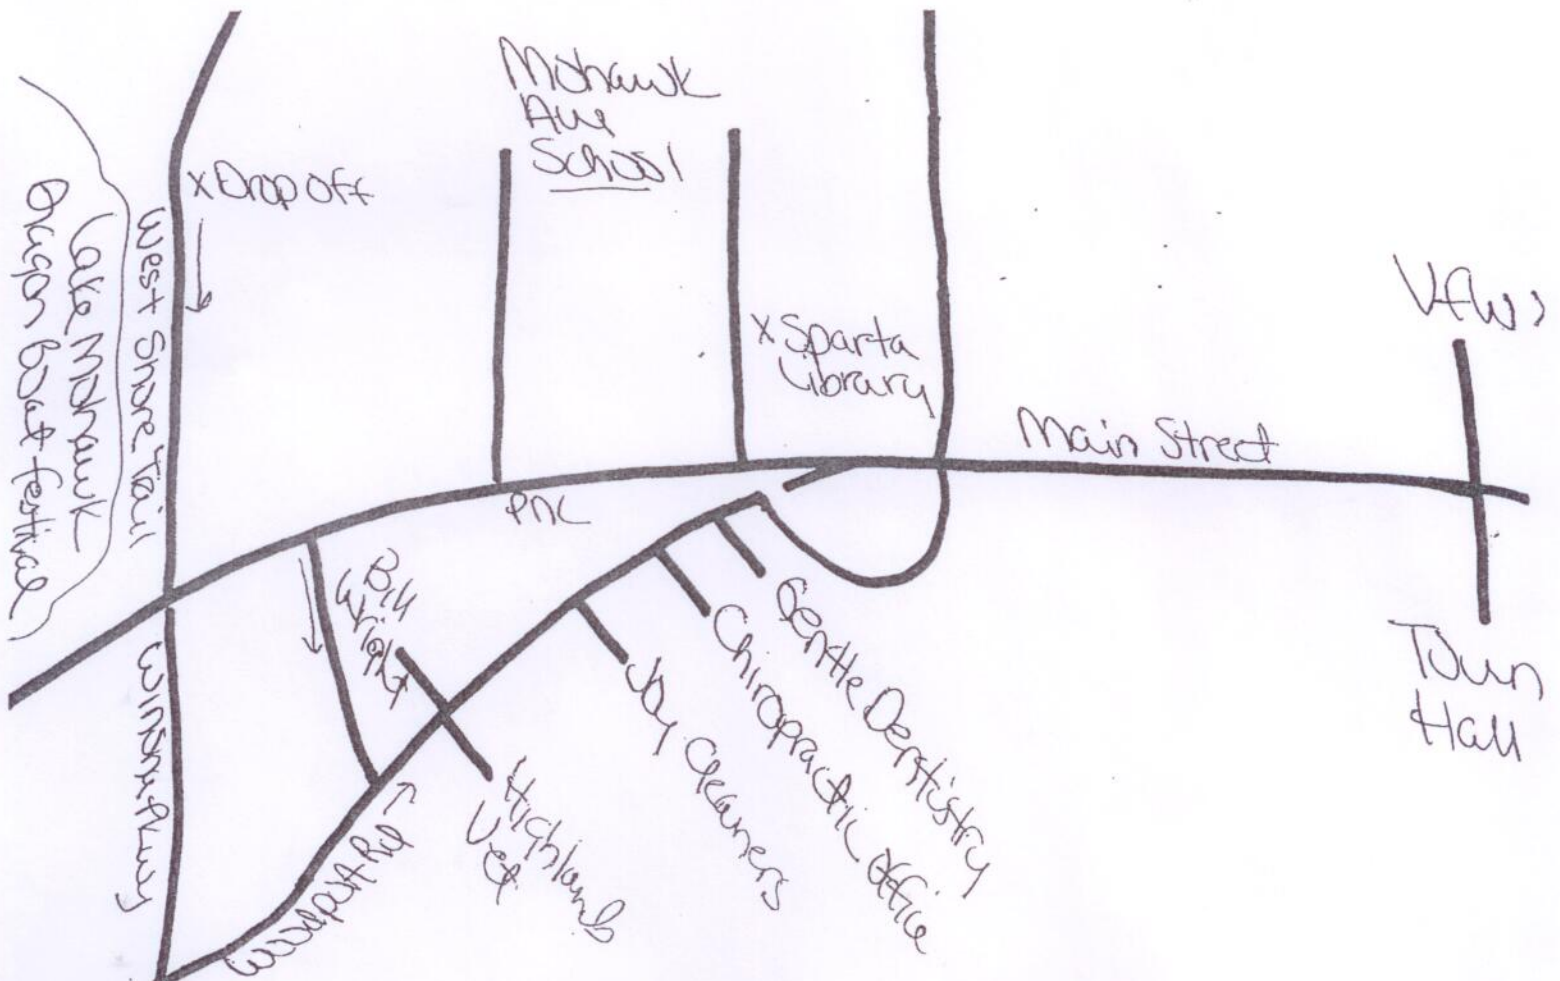 Mohawk
Ave
School
x Drop off
West Shore Trail
Lake Mohawk
Dragon Boat Festival
x Sparta
Library
Main Street
VFW
PNC
Bill
Wright
Gentle Dentistry
Chiropractic Office
Joy Cleaners
Highlands
Vet
Woodport Rd
Winona Pkwy
Town
Hall